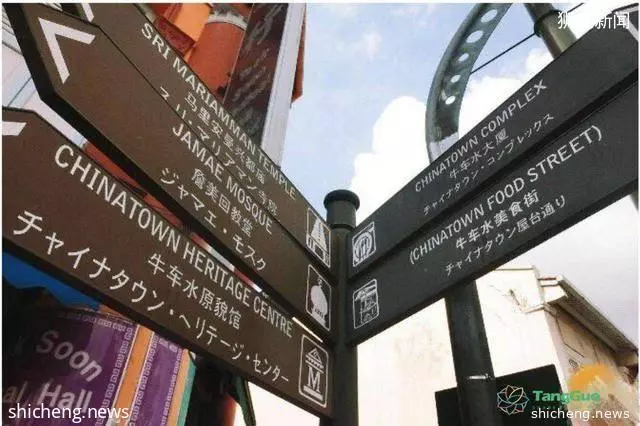 SRI MARIAMMAN TEMPLE
马里安曼兴都庙
スリ・マリアマン寺院
JAMAE MOSQUE
詹美回教堂
ジャマエ・モスク
CHINATOWN HERITAGE CENTRE
牛车水原貌馆
チャイナタウン・ヘリテージ・センター
CHINATOWN COMPLEX
牛车水大厦
チャイナタウン・コンプレックス
(CHINATOWN FOOD STREET)
牛车水美食街
チャイナタウン屋台通り
Soon
Hall
shicheng.news
TangGuo
shicheng.news
新闻